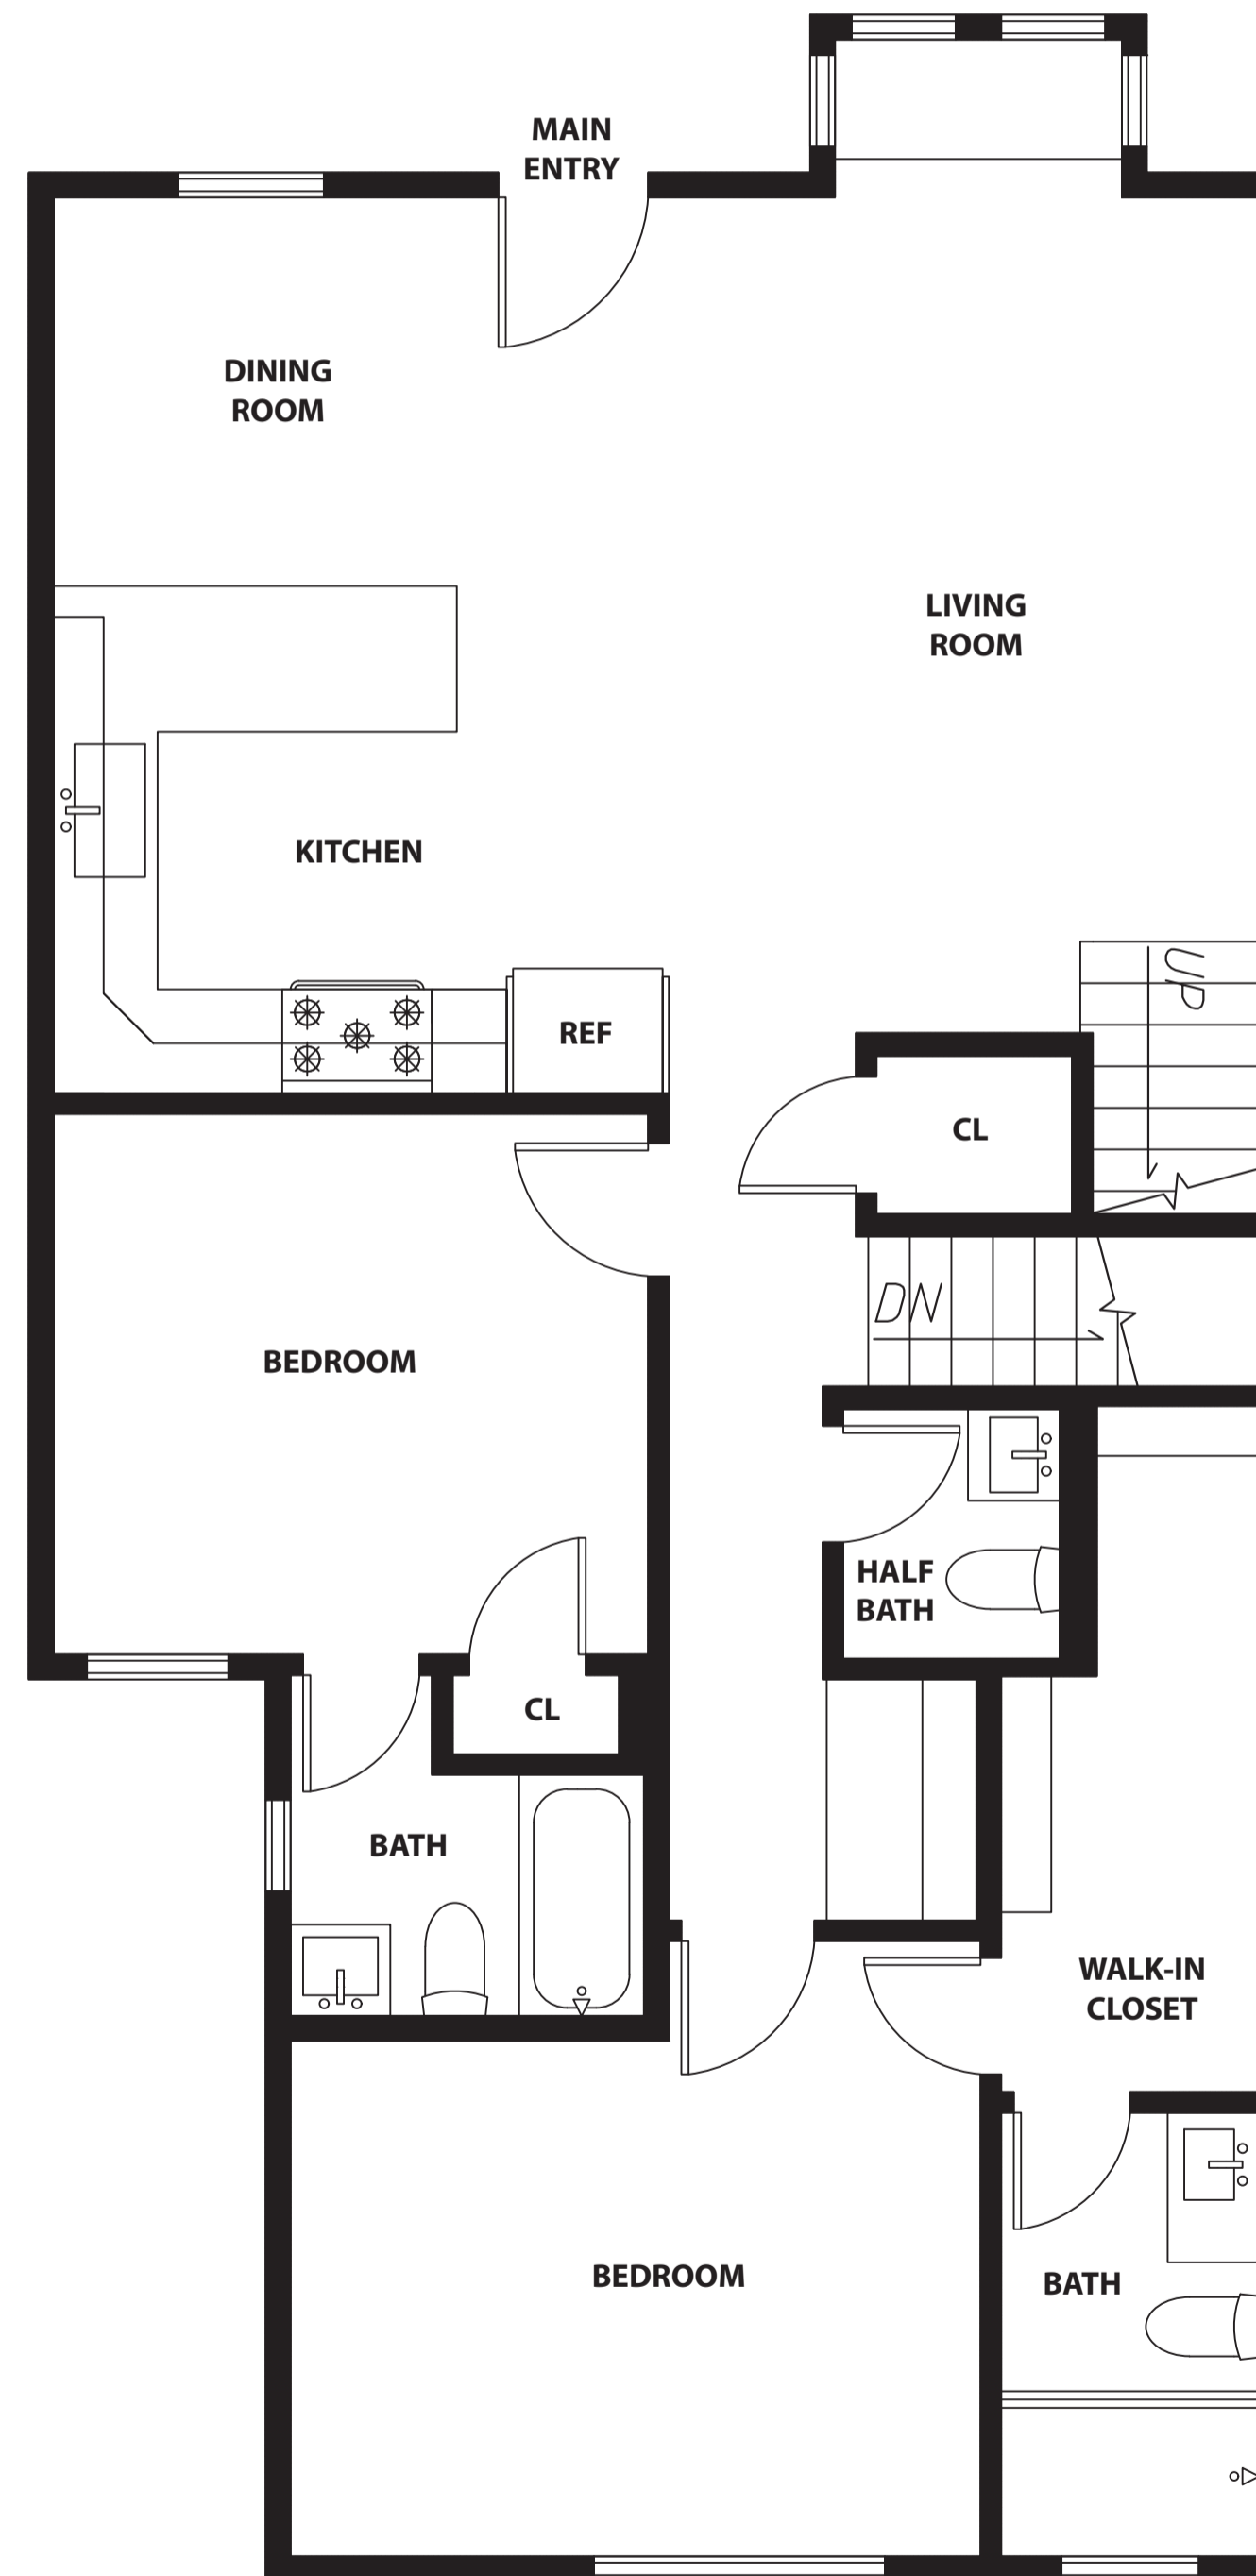 MAIN
ENTRY
DINING
ROOM
LIVING
ROOM
KITCHEN
UP
REF
CL
DN
BEDROOM
HALF
BATH
CL
BATH
WALK-IN
CLOSET
BEDROOM
BATH